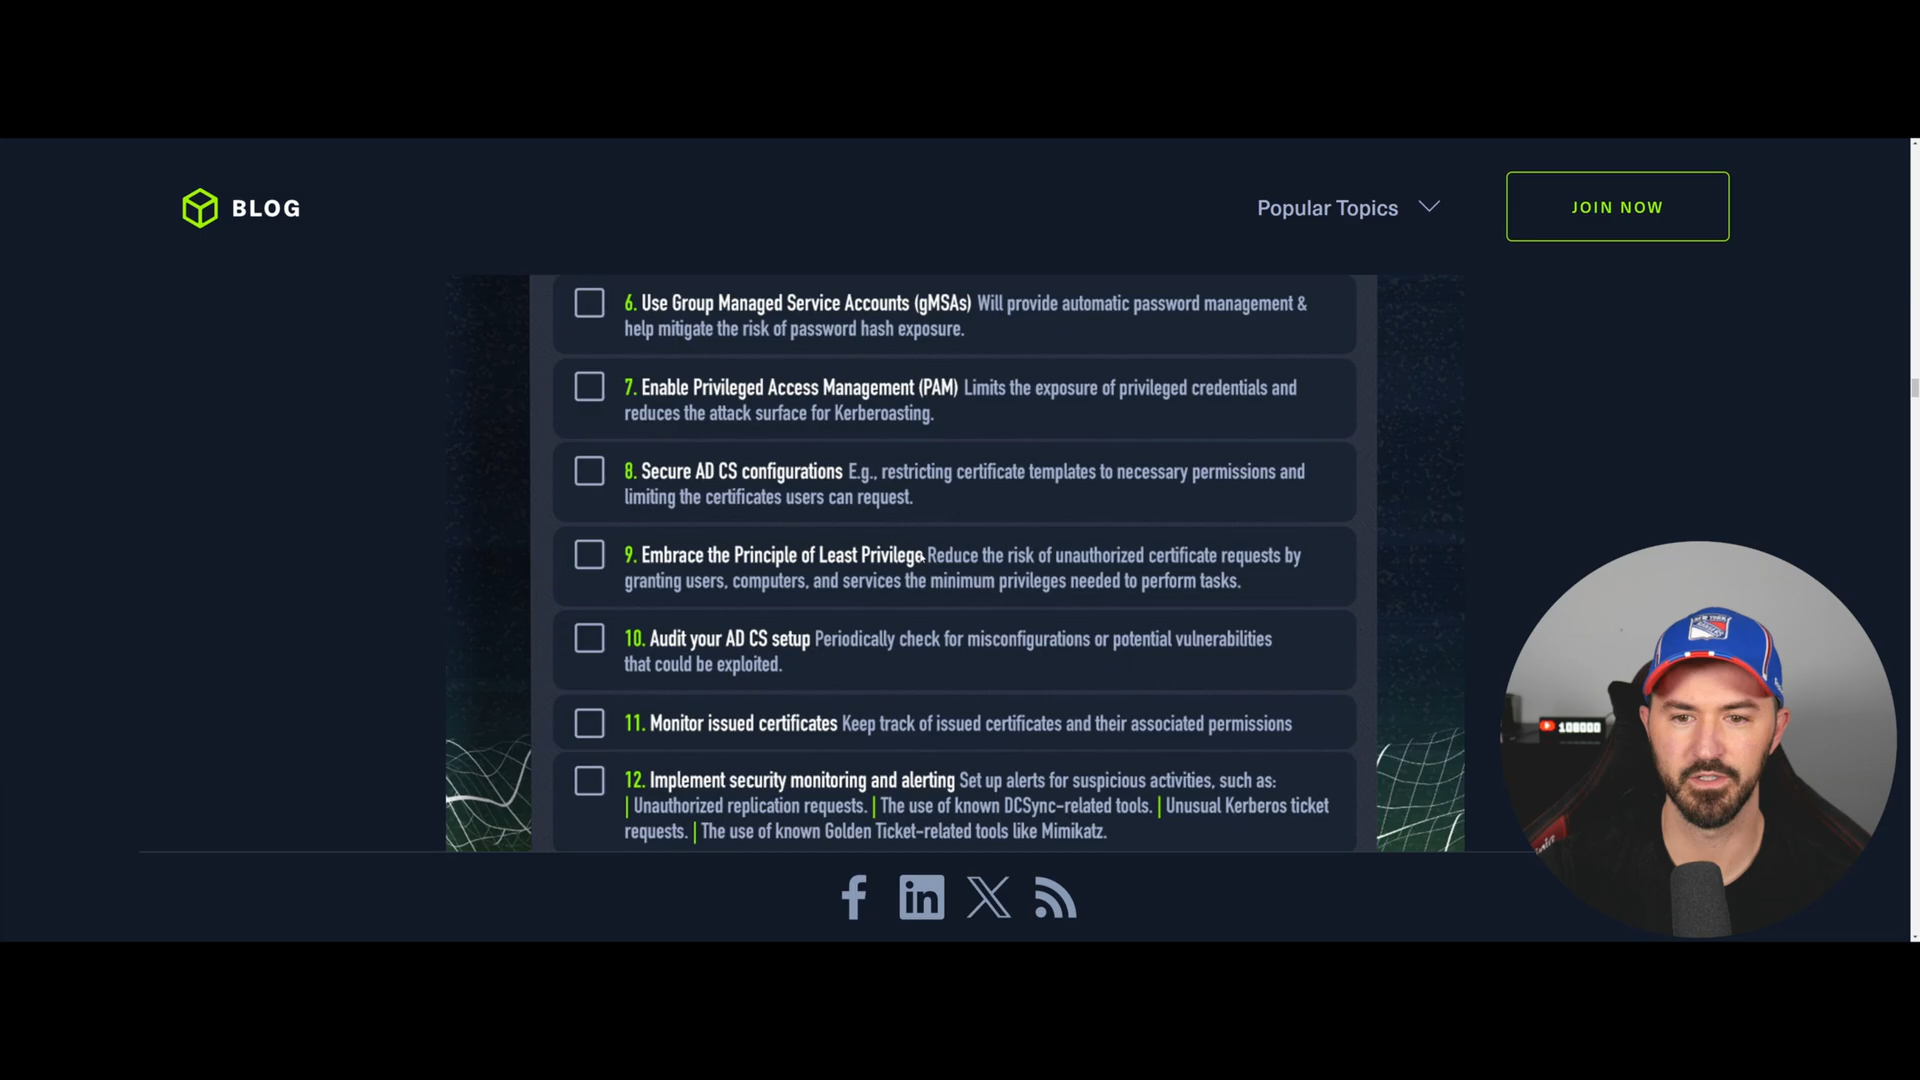 BLOG
Popular Topics
JOIN NOW
6. Use Group Managed Service Accounts (gMSAs) Will provide automatic password management &
help mitigate the risk of password hash exposure.
7. Enable Privileged Access Management (PAM) Limits the exposure of privileged credentials and
reduces the attack surface for Kerberoasting.
8. Secure AD CS configurations E.g., restricting certificate templates to necessary permissions and
limiting the certificates users can request.
9. Embrace the Principle of Least Privilege Reduce the risk of unauthorized certificate requests by
granting users, computers, and services the minimum privileges needed to perform tasks.
10. Audit your AD CS setup Periodically check for misconfigurations or potential vulnerabilities
that could be exploited.
11. Monitor issued certificates Keep track of issued certificates and their associated permissions
12. Implement security monitoring and alerting Set up alerts for suspicious activities, such as:
| Unauthorized replication requests. | The use of known DCSync-related tools. | Unusual Kerberos ticket
requests. | The use of known Golden Ticket-related tools like Mimikatz.
108000